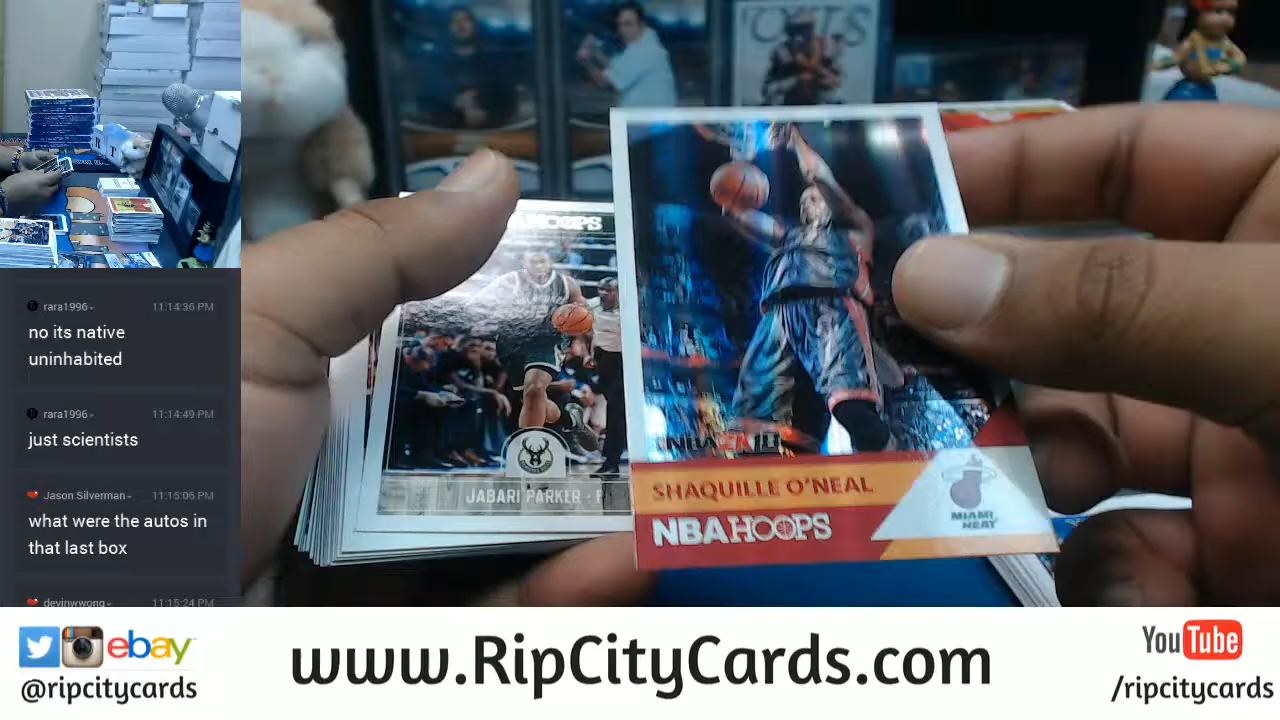 rara1996
11:14:36 PM
no its native
uninhabited
rara1996
11:14:49 PM
just scientists
Jason Silverman
11:15:06 PM
what were the autos in
that last box
devinwwong
11:15:24 PM
HOOPS
JABARI PARKER - F
SHAQUILLE O'NEAL
NBA HOOPS
MIAMI
HEAT
ebay
@ripcitycards
www.RipCityCards.com
YouTube
/ripcitycards